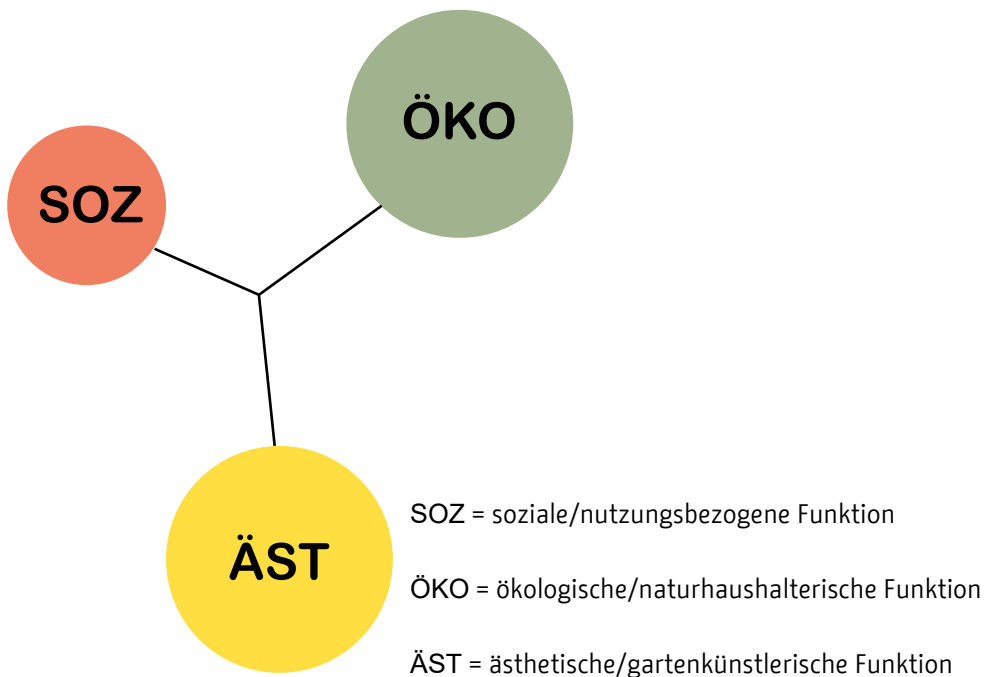 ÖKO
SOZ
ÄST
SOZ = soziale/nutzungsbezogene Funktion
ÖKO = ökologische/naturhaushalterische Funktion
ÄST = ästhetische/gartenkünstlerische Funktion